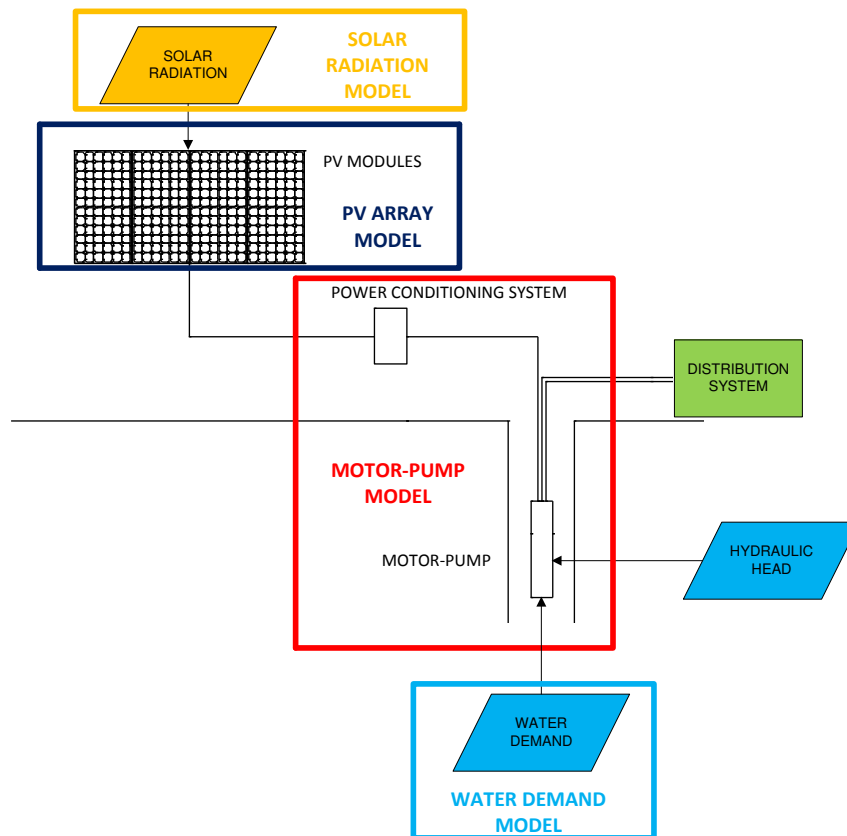 SOLAR
RADIATION
SOLAR
RADIATION
MODEL
PV MODULES
PV ARRAY
MODEL
POWER CONDITIONING SYSTEM
DISTRIBUTION
SYSTEM
MOTOR-PUMP
MODEL
MOTOR-PUMP
HYDRAULIC
HEAD
WATER
DEMAND
WATER DEMAND
MODEL